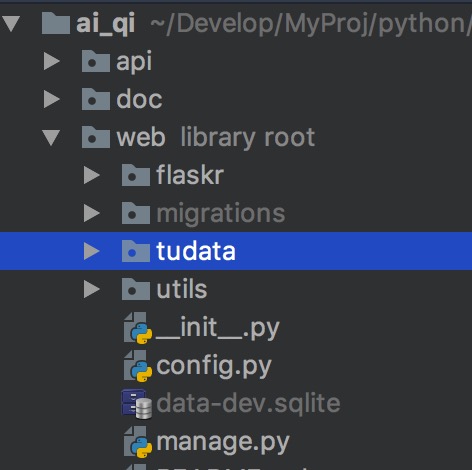 ai_qi ~/Develop/MyProj/python/
api
doc
web library root
flaskr
migrations
tudata
utils
__init__.py
config.py
data-dev.sqlite
manage.py